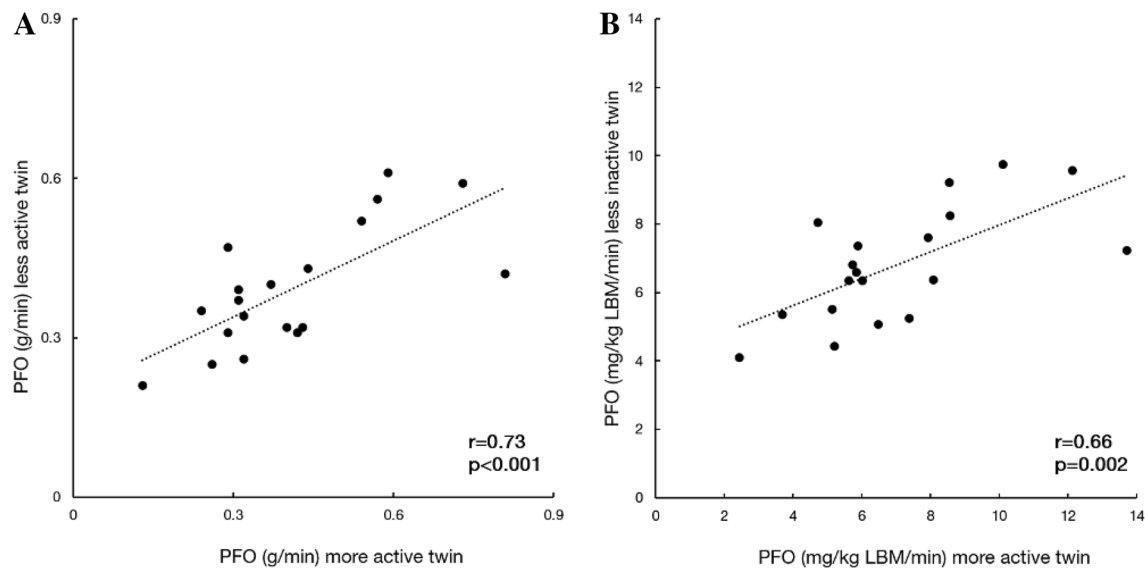 A
0.9
0.6
0.3
0
0
0.3
0.6
0.9
PFO (g/min) less active twin
PFO (g/min) more active twin
r=0.73
p<0.001
B
14
12
10
8
6
4
2
0
0
2
4
6
8
10
12
14
PFO (mg/kg LBM/min) less inactive twin
PFO (mg/kg LBM/min) more active twin
r=0.66
p=0.002